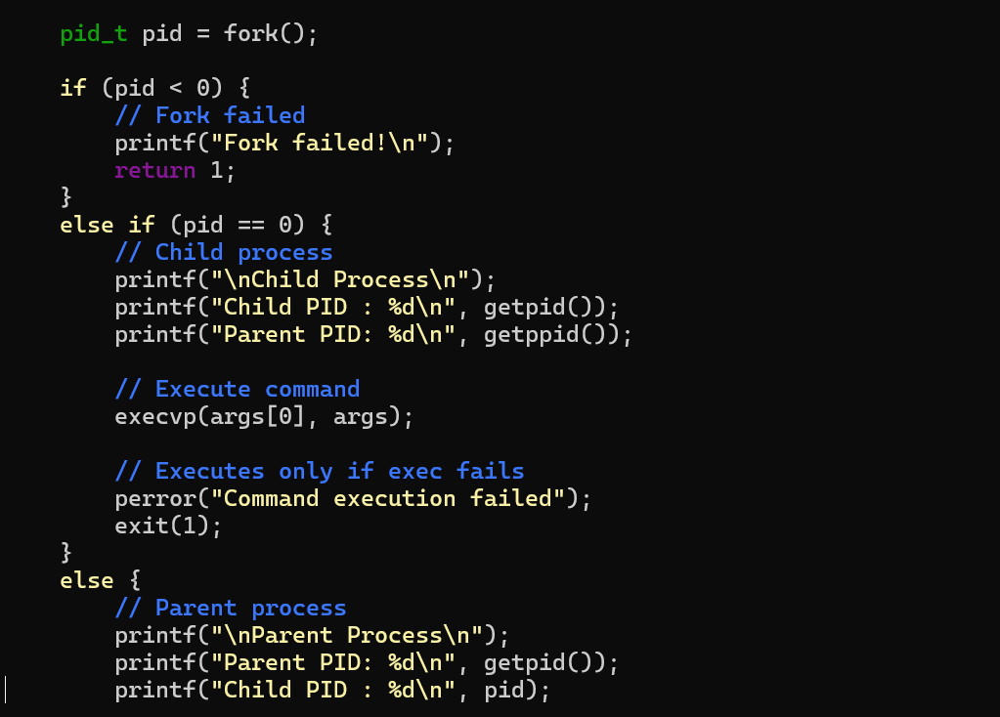 pid_t pid = fork();
if (pid < 0) {
// Fork failed
printf("Fork failed!\n");
return 1;
}
else if (pid == 0) {
// Child process
printf("\nChild Process\n");
printf("Child PID : %d\n", getpid());
printf("Parent PID: %d\n", getppid());
// Execute command
execvp(args[0], args);
// Executes only if exec fails
perror("Command execution failed");
exit(1);
}
else {
// Parent process
printf("\nParent Process\n");
printf("Parent PID: %d\n", getpid());
printf("Child PID : %d\n", pid);